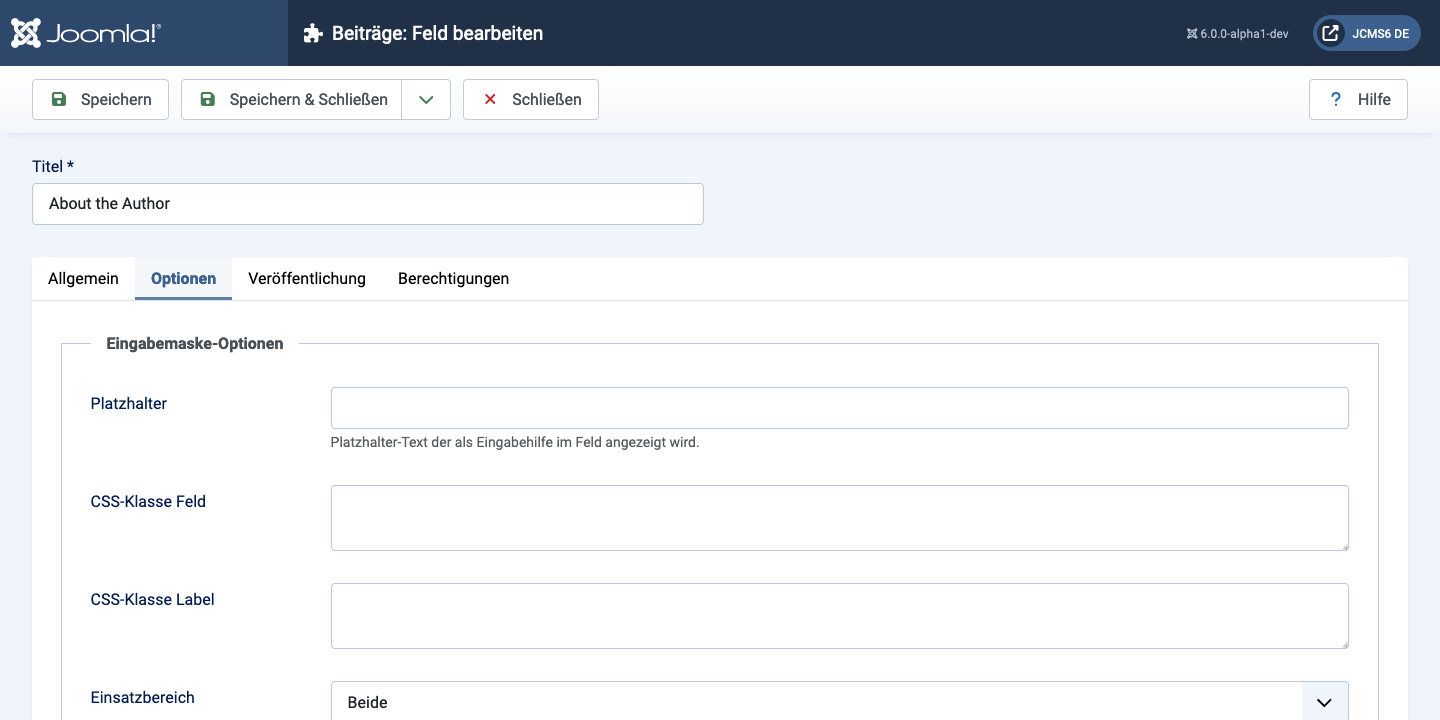 Joomla!®
Beiträge: Feld bearbeiten
6.0.0-alpha1-dev
JCMS6 DE
Speichern
Speichern & Schließen
Schließen
? Hilfe
Titel *
About the Author
Allgemein
Optionen
Veröffentlichung
Berechtigungen
Eingabemaske-Optionen
Platzhalter
Platzhalter-Text der als Eingabehilfe im Feld angezeigt wird.
CSS-Klasse Feld
CSS-Klasse Label
Einsatzbereich
Beide